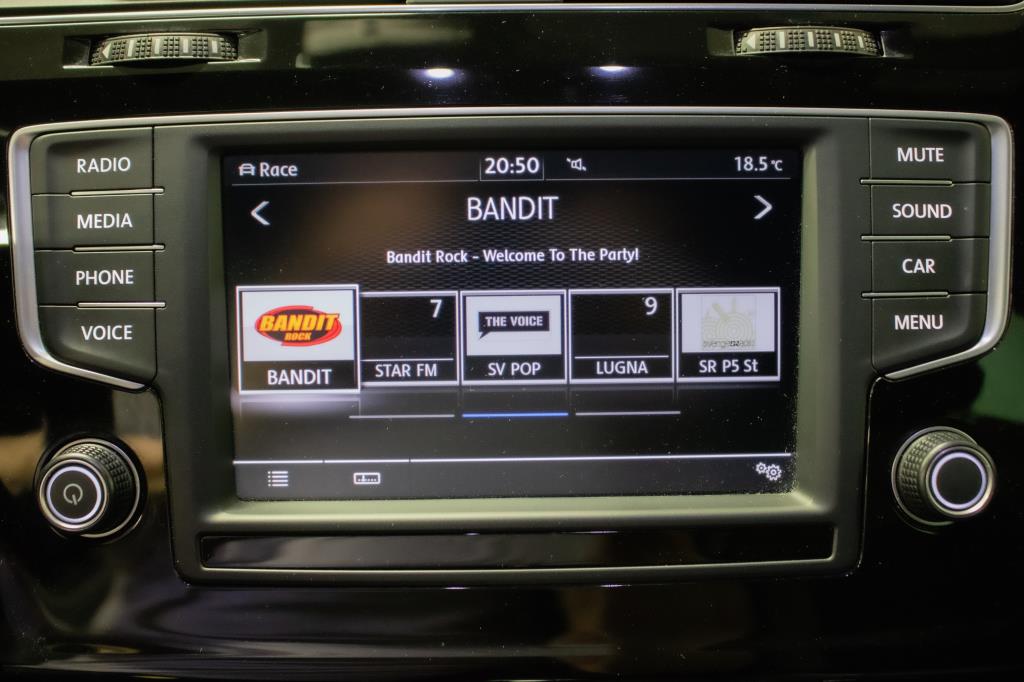 RADIO
MEDIA
PHONE
VOICE
Race
20:50
18.5°C
BANDIT
Bandit Rock - Welcome To The Party!
BANDIT
ROCK
BANDIT
7
STAR FM
THE VOICE
SV POP
9
LUGNA
SR P5 St
MUTE
SOUND
CAR
MENU